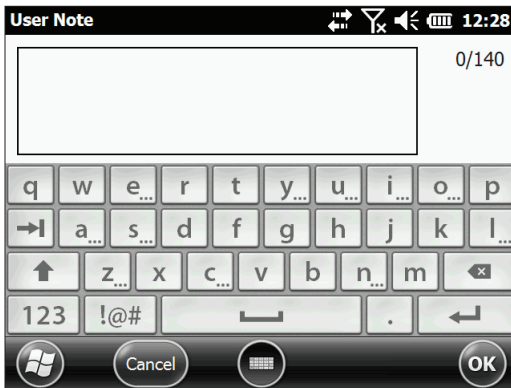 User Note 12:28
0/140
q w e... r t y... u... i... o... p
a... s... d f g h j k l...
z... x c... v b n... m
123 !@# .
Cancel OK